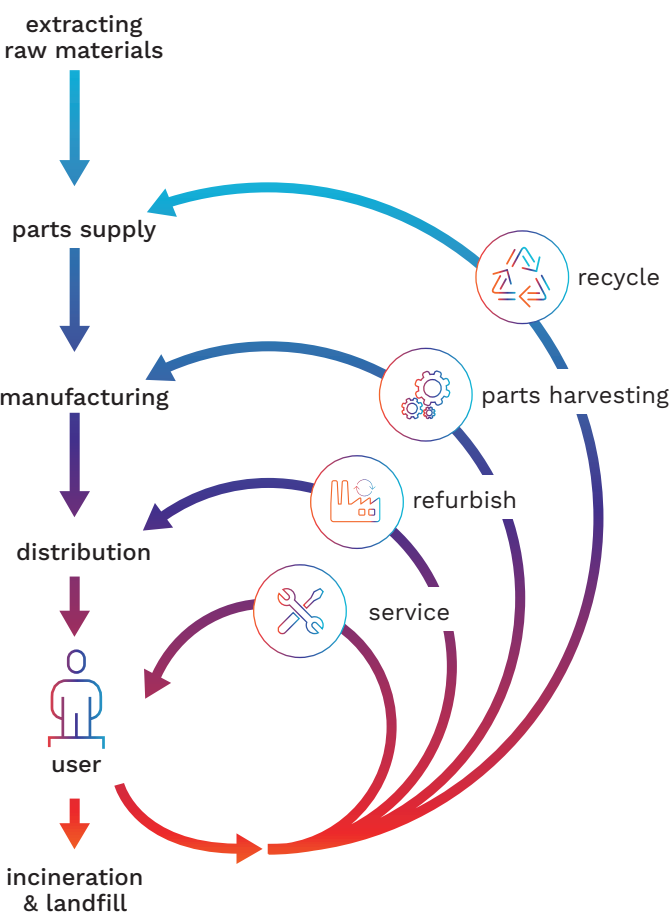 extracting
raw materials
parts supply
recycle
manufacturing
parts harvesting
refurbish
distribution
service
user
incineration
& landfill